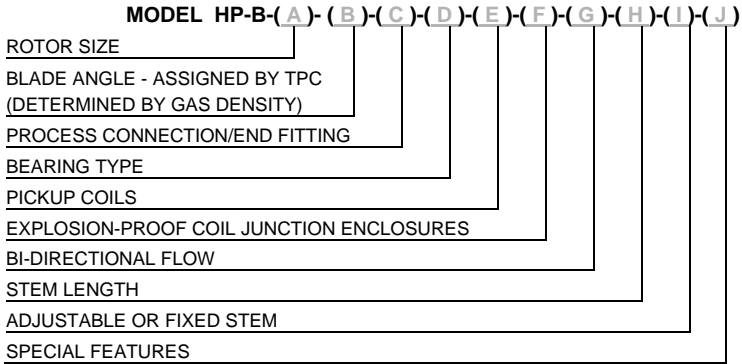 MODEL HP-B-( A )- ( B )-( C )-( D )-( E )-( F )-( G )-( H )-( I )-( J )
ROTOR SIZE
BLADE ANGLE - ASSIGNED BY TPC
(DETERMINED BY GAS DENSITY)
PROCESS CONNECTION/END FITTING
BEARING TYPE
PICKUP COILS
EXPLOSION-PROOF COIL JUNCTION ENCLOSURES
BI-DIRECTIONAL FLOW
STEM LENGTH
ADJUSTABLE OR FIXED STEM
SPECIAL FEATURES